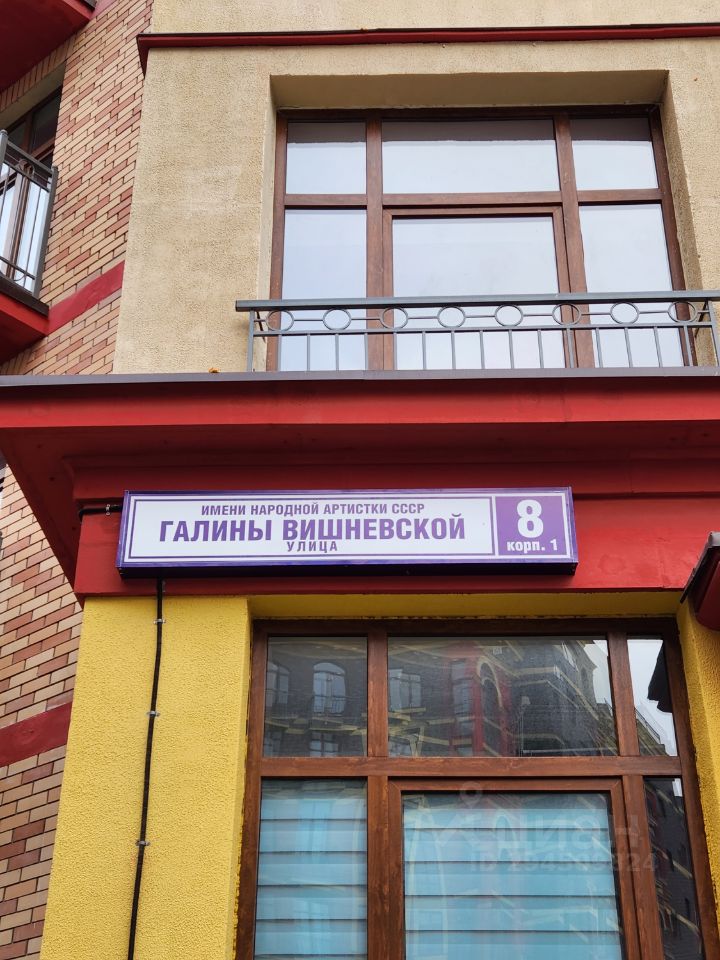 ИМЕНИ НАРОДНОЙ АРТИСТКИ СССР
ГАЛИНЫ ВИШНЕВСКОЙ
УЛИЦА
8
корп. 1